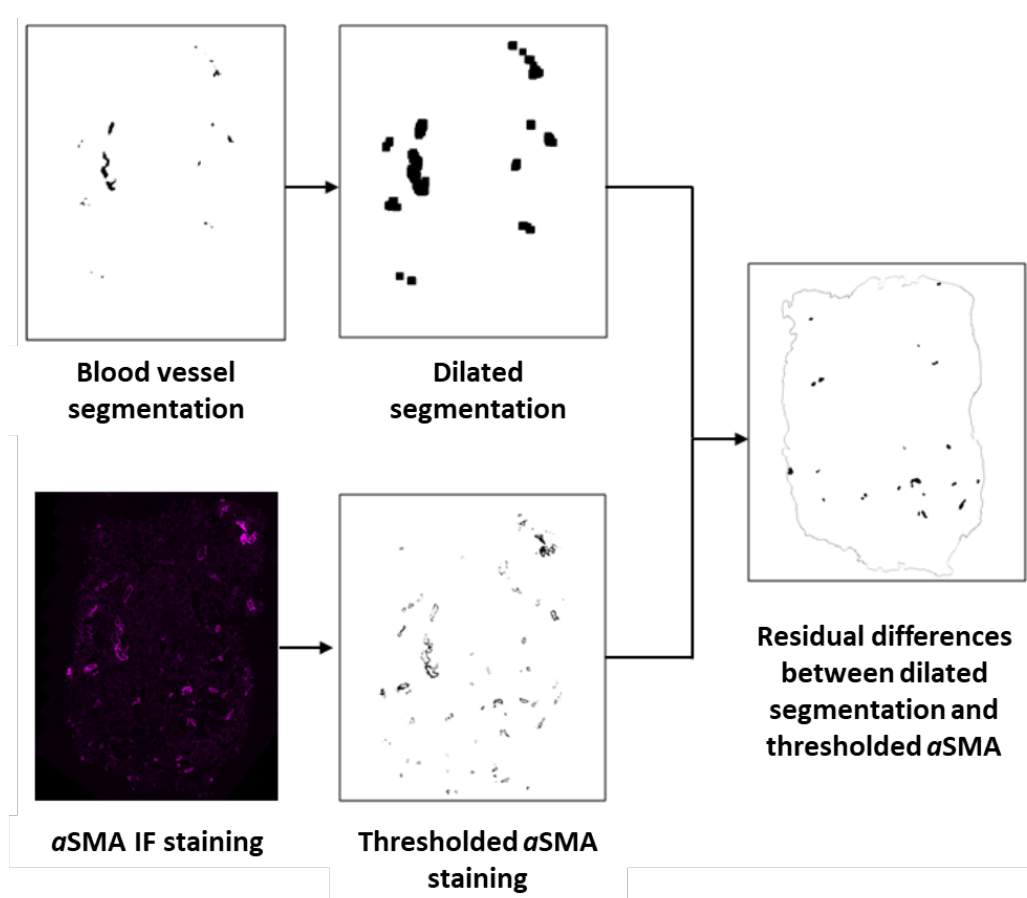 Blood vessel
segmentation
Dilated
segmentation
Residual differences
between dilated
segmentation and
thresholded aSMA
aSMA IF staining
Thresholded aSMA
staining